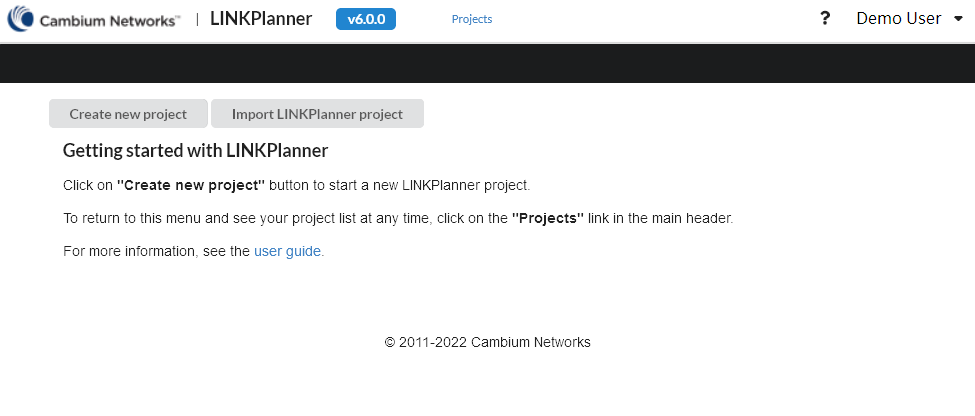 Cambium Networks™ | LINKPlanner v6.0.0 Projects ? Demo User
Create new project Import LINKPlanner project
Getting started with LINKPlanner
Click on "Create new project" button to start a new LINKPlanner project.
To return to this menu and see your project list at any time, click on the "Projects" link in the main header.
For more information, see the user guide.
© 2011-2022 Cambium Networks